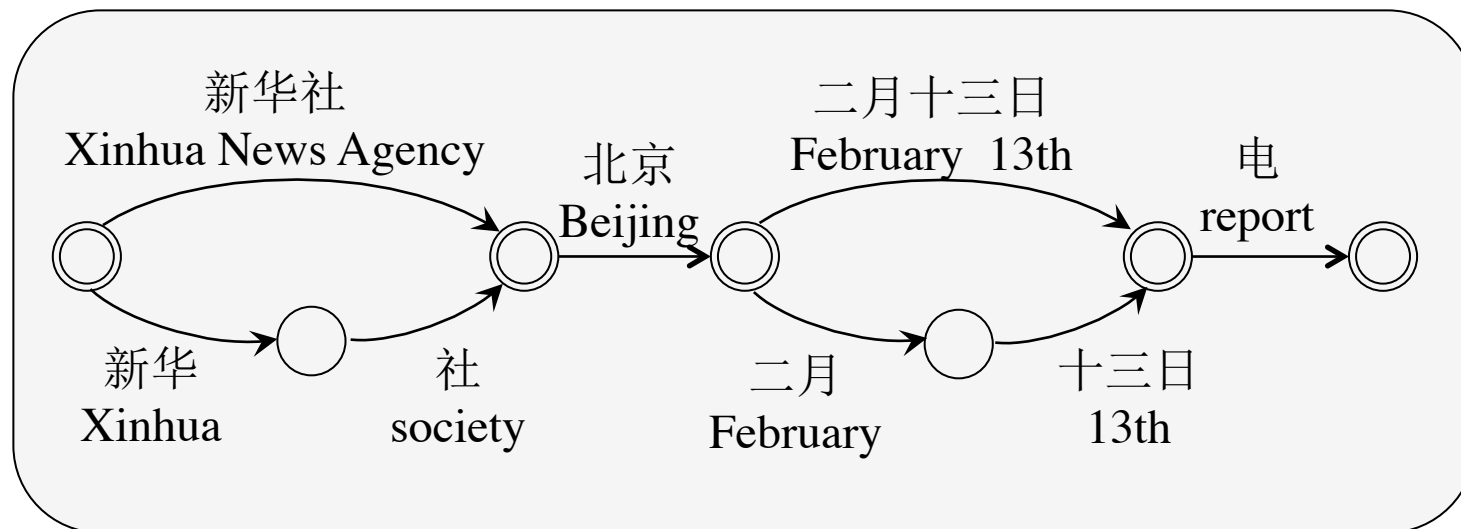 新华社
Xinhua News Agency
北京
Beijing
二月十三日
February 13th
电
report
新华
Xinhua
社
society
二月
February
十三日
13th